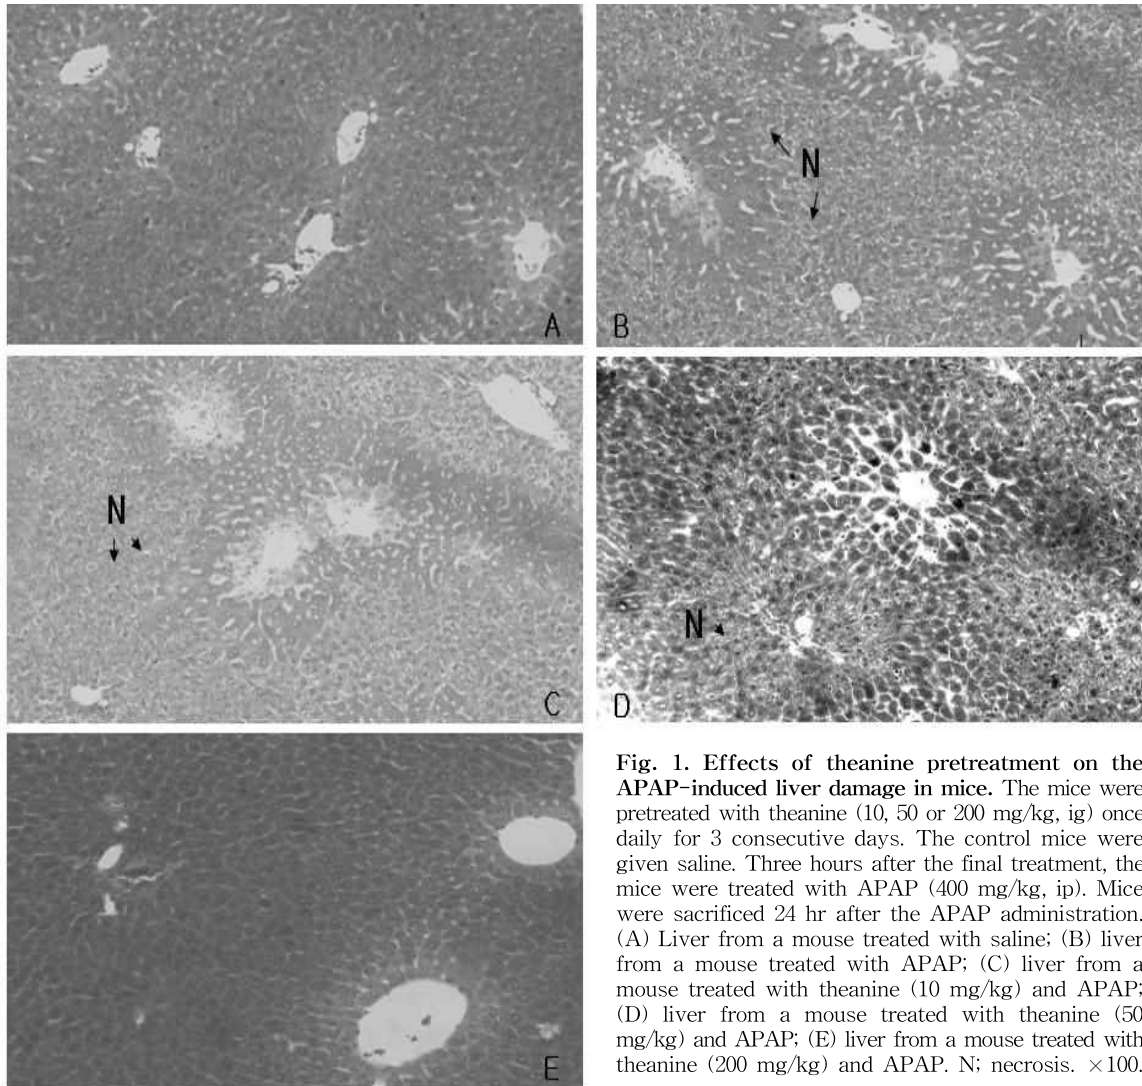 A
N
B
N
C
N
D
E
Fig. 1. Effects of theanine pretreatment on the
APAP-induced liver damage in mice. The mice were
pretreated with theanine (10, 50 or 200 mg/kg, ig) once
daily for 3 consecutive days. The control mice were
given saline. Three hours after the final treatment, the
mice were treated with APAP (400 mg/kg, ip). Mice
were sacrificed 24 hr after the APAP administration.
(A) Liver from a mouse treated with saline; (B) liver
from a mouse treated with APAP; (C) liver from a
mouse treated with theanine (10 mg/kg) and APAP;
(D) liver from a mouse treated with theanine (50
mg/kg) and APAP; (E) liver from a mouse treated with
theanine (200 mg/kg) and APAP. N; necrosis. ×100.